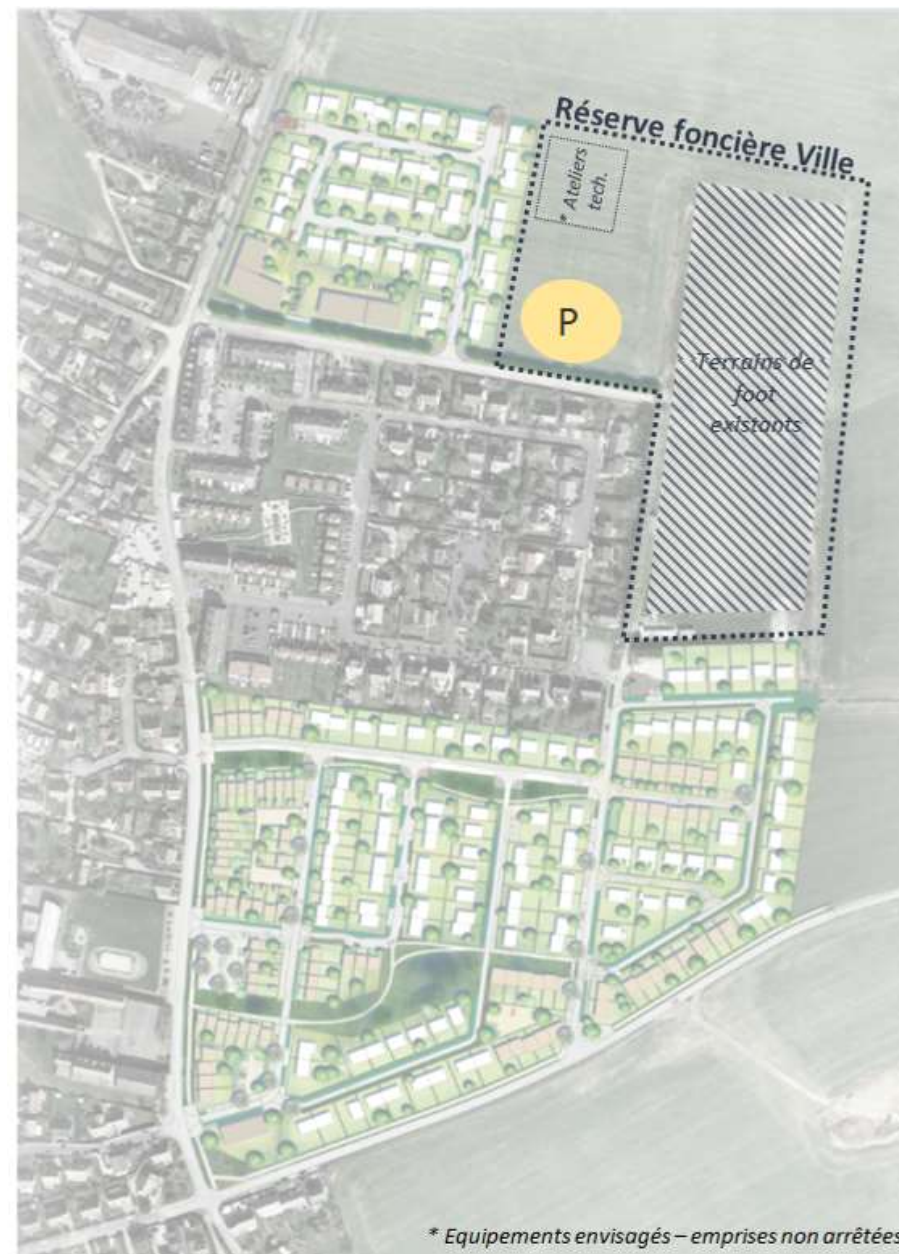 Réserve foncière Ville
* Ateliers
tech.
P
Terrains de
foot
existants
* Equipements envisagés – emprises non arrêtées